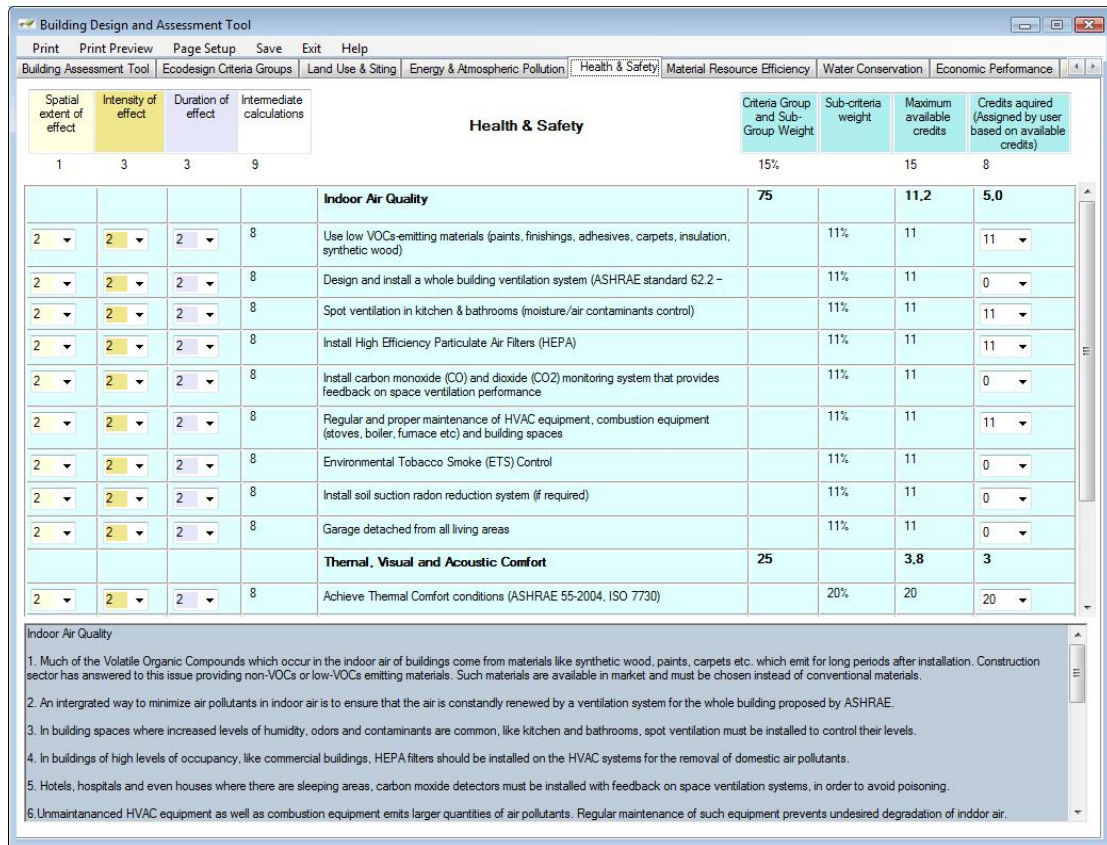 Building Design and Assessment Tool
Print Print Preview Page Setup Save Exit Help
Building Assessment Tool Ecodesign Criteria Groups Land Use & Siting Energy & Atmospheric Pollution Health & Safety Material Resource Efficiency Water Conservation Economic Performance
Spatial extent of effect Intensity of effect Duration of effect Intermediate calculations Health & Safety Criteria Group and Sub-Group Weight Sub-criteria weight Maximum available credits Credits aquired (Assigned by user based on available credits)
1 3 3 9 15% 15 8
Indoor Air Quality 75 11,2 5,0
2 2 2 8 Use low VOCs-emitting materials (paints, finishings, adhesives, carpets, insulation, synthetic wood) 11% 11 11
2 2 2 8 Design and install a whole building ventilation system (ASHRAE standard 62.2 – 11% 11 0
2 2 2 8 Spot ventilation in kitchen & bathrooms (moisture/air contaminants control) 11% 11 11
2 2 2 8 Install High Efficiency Particulate Air Filters (HEPA) 11% 11 11
2 2 2 8 Install carbon monoxide (CO) and dioxide (CO2) monitoring system that provides feedback on space ventilation performance 11% 11 0
2 2 2 8 Regular and proper maintenance of HVAC equipment, combustion equipment (stoves, boiler, furnace etc) and building spaces 11% 11 11
2 2 2 8 Environmental Tobacco Smoke (ETS) Control 11% 11 0
2 2 2 8 Install soil suction radon reduction system (if required) 11% 11 0
2 2 2 8 Garage detached from all living areas 11% 11 0
Thernal, Visual and Acoustic Comfort 25 3,8 3
2 2 2 8 Achieve Thermal Comfort conditions (ASHRAE 55-2004, ISO 7730) 20% 20 20
Indoor Air Quality
1. Much of the Volatile Organic Compounds which occur in the indoor air of buildings come from materials like synthetic wood, paints, carpets etc. which emit for long periods after installation. Construction
sector has answered to this issue providing non-VOCs or low-VOCs emitting materials. Such materials are available in market and must be chosen instead of conventional materials.
2. An intergrated way to minimize air pollutants in indoor air is to ensure that the air is constandly renewed by a ventilation system for the whole building proposed by ASHRAE.
3. In building spaces where increased levels of humidity, odors and contaminants are common, like kitchen and bathrooms, spot ventilation must be installed to control their levels.
4. In buildings of high levels of occupancy, like commercial buildings, HEPA filters should be installed on the HVAC systems for the removal of domestic air pollutants.
5. Hotels, hospitals and even houses where there are sleeping areas, carbon moxide detectors must be installed with feedback on space ventilation systems, in order to avoid poisoning.
6.Unmaintananced HVAC equipment as well as combustion equipment emits larger quantities of air pollutants. Regular maintenance of such equipment prevents undesired degradation of inddor air.